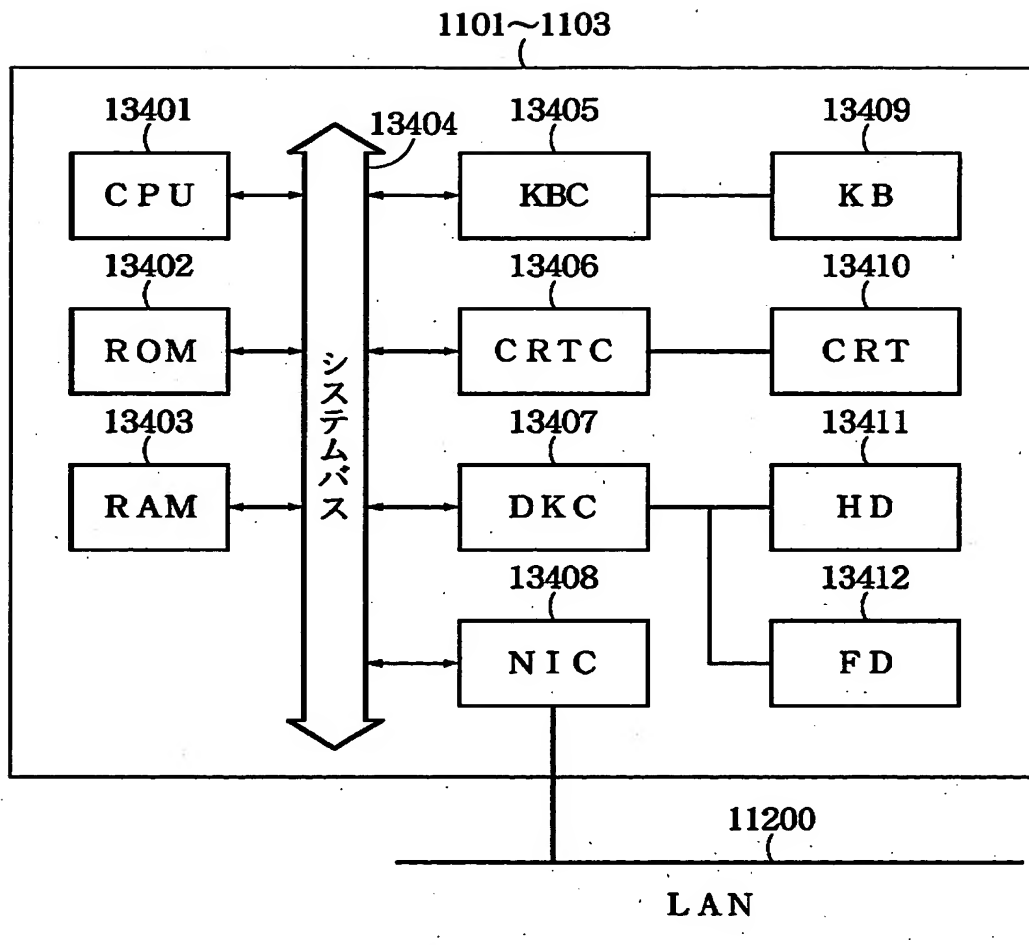 1101～1103
13401
CPU
13402
ROM
13403
RAM
13404
システムバス
13405
KBC
13406
CRTC
13407
DKC
13408
NIC
13409
KB
13410
CRT
13411
HD
13412
FD
11200
LAN